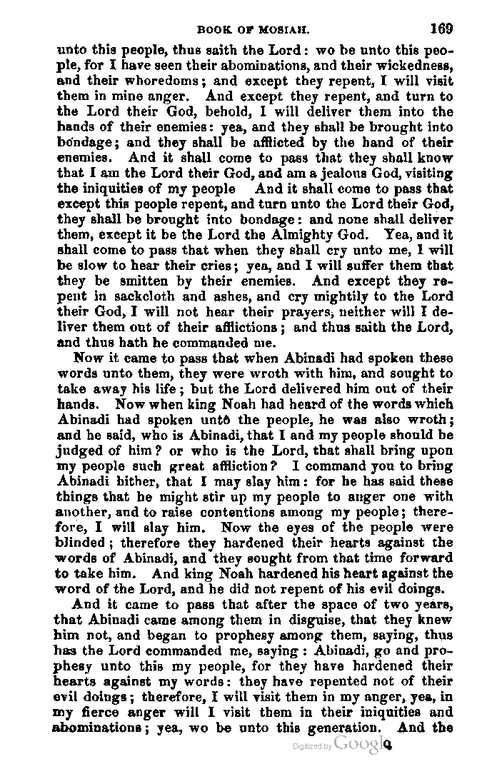 BOOK OF MOSIAH. 169
unto this people, thus saith the Lord: wo be unto this peo-
ple, for I have seen their abominations, and their wickedness,
and their whoredoms; and except they repent, I will visit
them in mine anger. And except they repent, and turn to
the Lord their God, behold, I will deliver them into the
hands of their enemies: yea, and they shall be brought into
bondage; and they shall be afflicted by the hand of their
enemies. And it shall come to pass that they shall know
that I am the Lord their God, and am a jealous God, visiting
the iniquities of my people And it shall come to pass that
except this people repent, and turn unto the Lord their God,
they shall be brought into bondage: and none shall deliver
them, except it be the Lord the Almighty God. Yea, and it
shall come to pass that when they shall cry unto me, I will
be slow to hear their cries; yea, and I will suffer them that
they be smitten by their enemies. And except they re-
pent in sackcloth and ashes, and cry mightily to the Lord
their God, I will not hear their prayers, neither will I de-
liver them out of their afflictions; and thus saith the Lord,
and thus hath he commanded me.
Now it came to pass that when Abinadi had spoken these
words unto them, they were wroth with him, and sought to
take away his life; but the Lord delivered him out of their
hands. Now when king Noah had heard of the words which
Abinadi had spoken unto the people, he was also wroth;
and he said, who is Abinadi, that I and my people should be
judged of him? or who is the Lord, that shall bring upon
my people such great affliction? I command you to bring
Abinadi hither, that I may slay him: for he has said these
things that he might stir up my people to anger one with
another, and to raise contentions among my people; there-
fore, I will slay him. Now the eyes of the people were
blinded; therefore they hardened their hearts against the
words of Abinadi, and they sought from that time forward
to take him. And king Noah hardened his heart against the
word of the Lord, and he did not repent of his evil doings.
And it came to pass that after the space of two years,
that Abinadi came among them in disguise, that they knew
him not, and began to prophesy among them, saying, thus
has the Lord commanded me, saying: Abinadi, go and pro-
phesy unto this my people, for they have hardened their
hearts against my words: they have repented not of their
evil doings; therefore, I will visit them in my anger, yea, in
my fierce anger will I visit them in their iniquities and
abominations; yea, wo be unto this generation. And the
Digitized by Google
Q